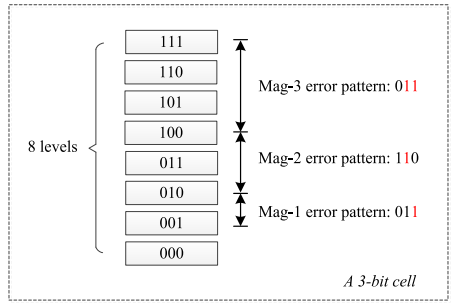 111
110
101
100
011
010
001
000
8 levels
Mag-3 error pattern: 011
Mag-2 error pattern: 110
Mag-1 error pattern: 011
A 3-bit cell